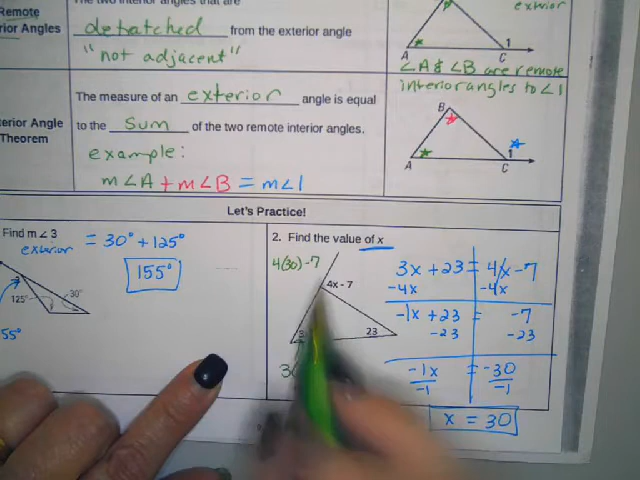 The two interior angles that are
exterior
Remote
rior Angles
detatched from the exterior angle
"not adjacent"
A
C
1
∠A & ∠B are remote
interior angles to ∠1
The measure of an exterior angle is equal
terior Angle
Theorem
to the sum of the two remote interior angles.
example:
m∠A + m∠B = m∠1
B
A
C
1
Let's Practice!
Find m∠3
exterior = 30° + 125°
155°
3
125°
30°
55°
2. Find the value of x
4(30)-7
4x - 7
23
3
3x + 23 = 4x - 7
-4x -4x
-1x + 23 = -7
-23 -23
-1x = -30
-1 -1
x = 30